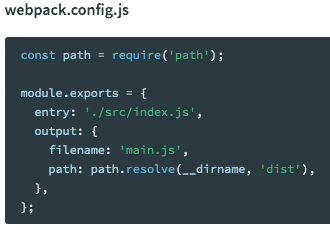 webpack.config.js
const path = require('path');
module.exports = {
entry: './src/index.js',
output: {
filename: 'main.js',
path: path.resolve(__dirname, 'dist'),
},
};